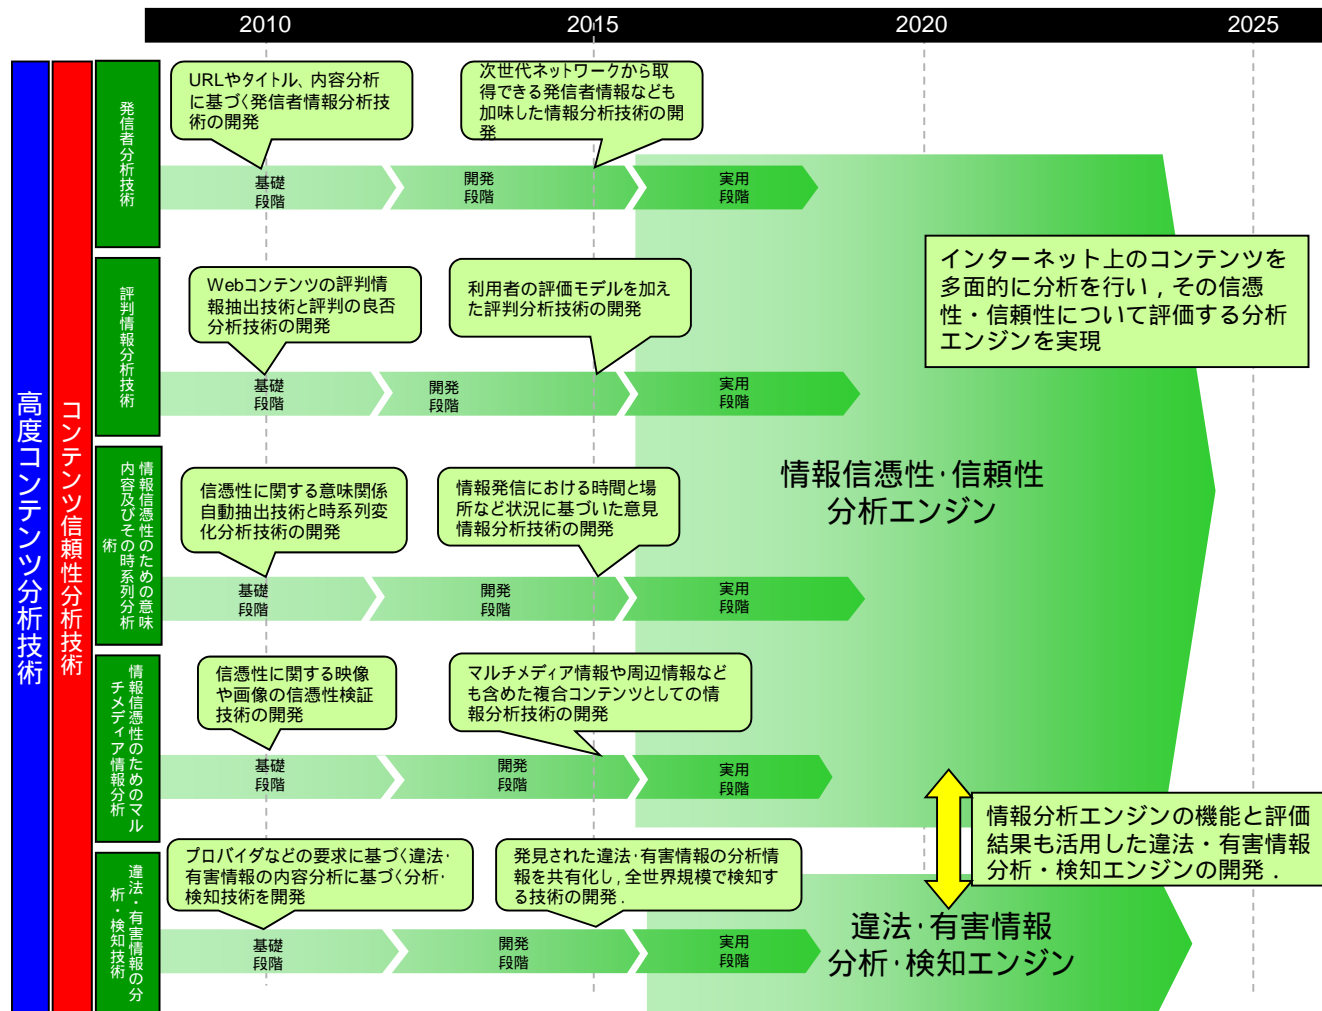 2010
2015
2020
2025
高度コンテンツ分析技術
コンテンツ信頼性分析技術
発信者分析技術
URLやタイトル、内容分析
に基づく発信者情報分析技
術の開発
次世代ネットワークから取
得できる発信者情報なども
加味した情報分析技術の開
発
基礎
段階
開発
段階
実用
段階
インターネット上のコンテンツを
多面的に分析を行い，その信憑
性・信頼性について評価する分析
エンジンを実現
評判情報分析技術
Webコンテンツの評判情
報抽出技術と評判の良否
分析技術の開発
利用者の評価モデルを加え
た評判分析技術の開発
基礎
段階
開発
段階
実用
段階
情報信憑性･信頼性
分析エンジン
情報信憑性のための意味
内容及びその時系列分析
術
信憑性に関する意味関係
自動抽出技術と時系列変
化分析技術の開発
情報発信における時間と場
所など状況に基づいた意見
情報分析技術の開発
基礎
段階
開発
段階
実用
段階
情報信憑性のためのマル
チメディア情報分析
信憑性に関する映像
や画像の信憑性検証
技術の開発
マルチメディア情報や周辺情報など
も含めた複合コンテンツとしての情
報分析技術の開発
基礎
段階
開発
段階
実用
段階
情報分析エンジンの機能と評価
結果も活用した違法・有害情報
分析・検知エンジンの開発．
違法・有害情報の分
析・検知技術
プロバイダなどの要求に基づく違法･
有害情報の内容分析に基づく分析･
検知技術を開発
発見された違法･有害情報の分析情
報を共有化し，全世界規模で検知す
る技術の開発．
基礎
段階
開発
段階
実用
段階
違法･有害情報
分析･検知エンジン